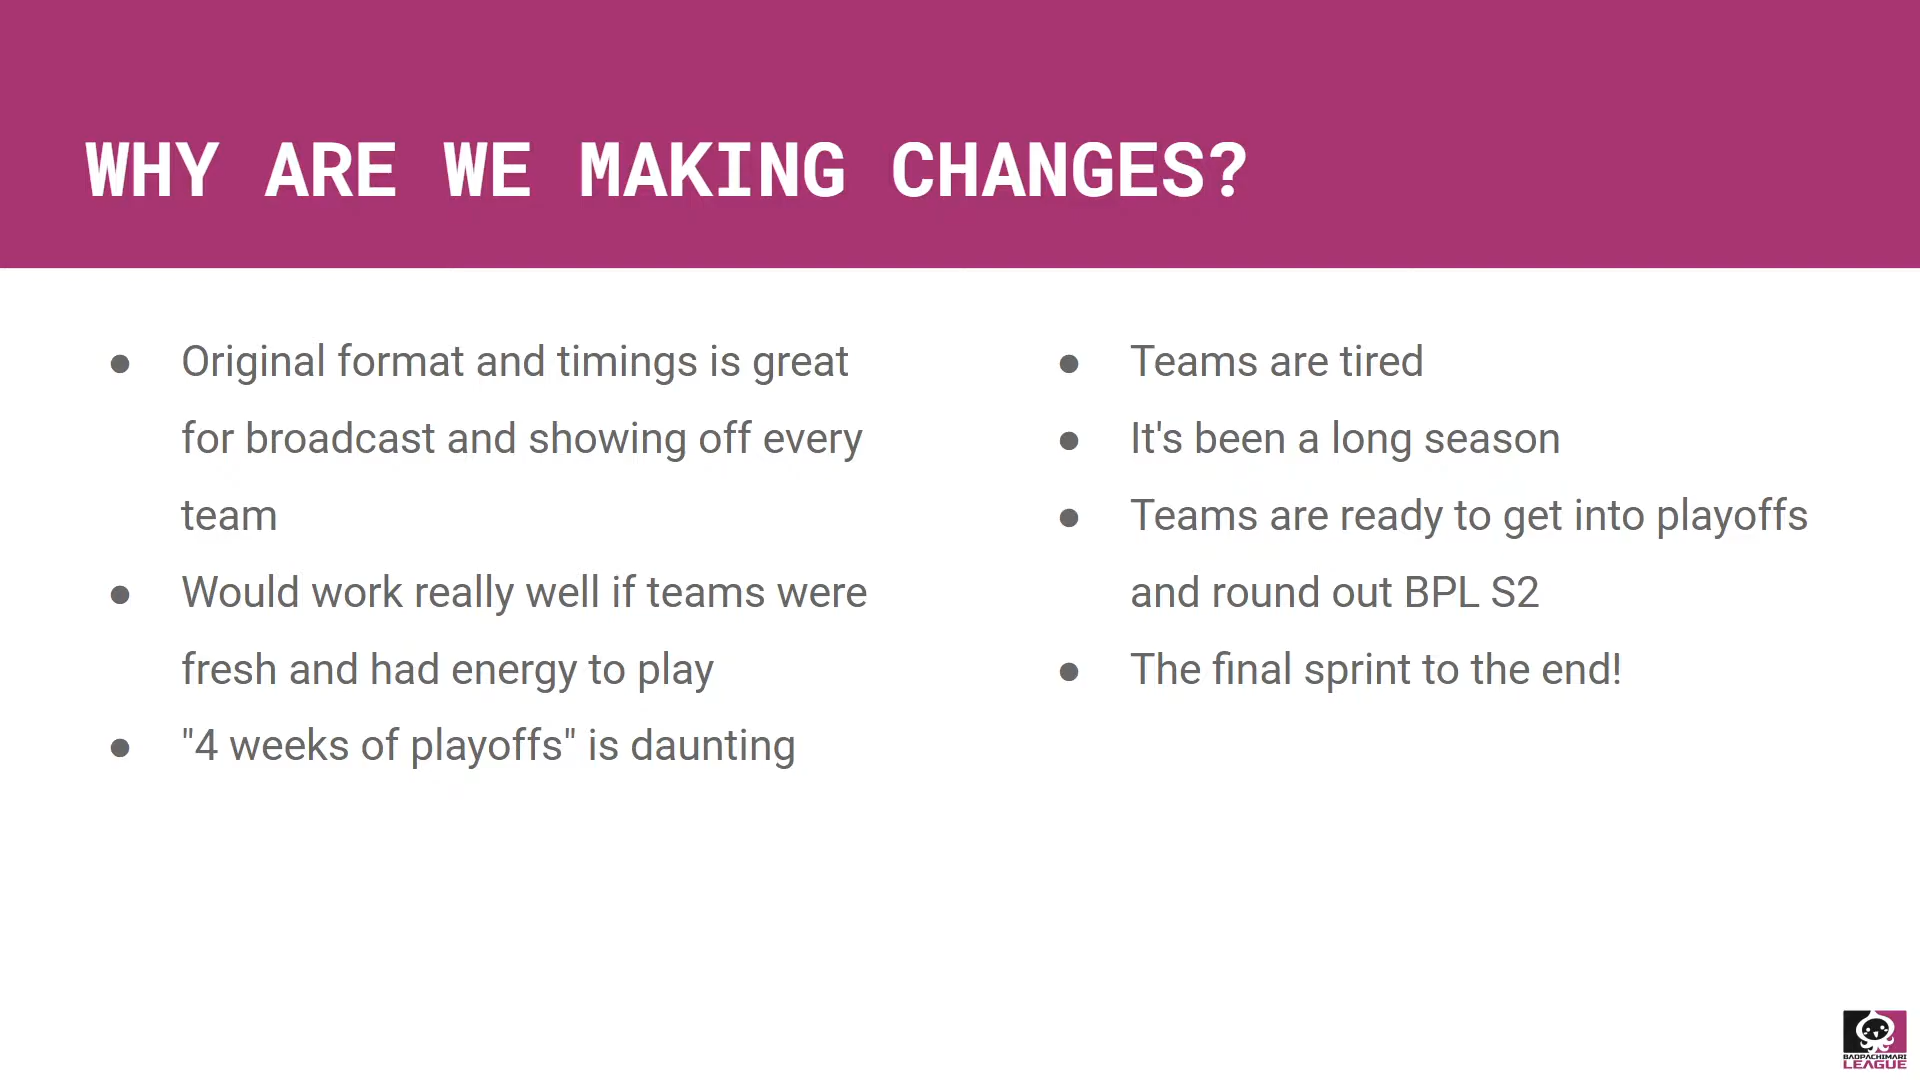 WHY ARE WE MAKING CHANGES?
● Original format and timings is great
for broadcast and showing off every
team
● Would work really well if teams were
fresh and had energy to play
● "4 weeks of playoffs" is daunting
● Teams are tired
● It's been a long season
● Teams are ready to get into playoffs
and round out BPL S2
● The final sprint to the end!
BADPACHIMARI
LEAGUE